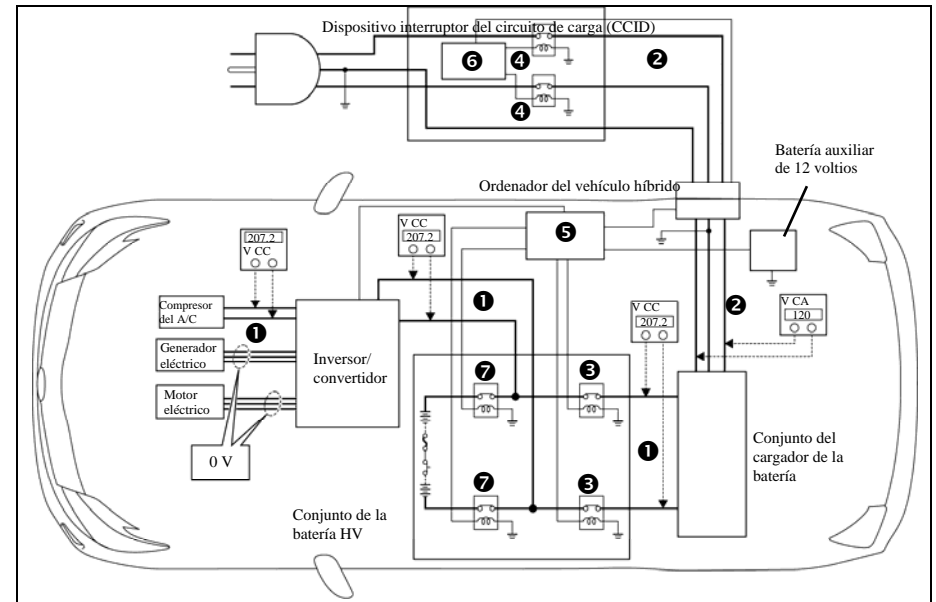 Dispositivo interruptor del circuito de carga (CCID)
❻
❹
❷
❹
Batería auxiliar
de 12 voltios
Ordenador del vehículo híbrido
❺
V CC
207.2
207.2
V CC
❶
Compresor
del A/C
❶
Generador
eléctrico
Motor
eléctrico
Inversor/
convertidor
0 V
V CC
207.2
❷
V CA
120
❼
❸
❶
❼
❸
Conjunto del
cargador de la
batería
Conjunto de la
batería HV